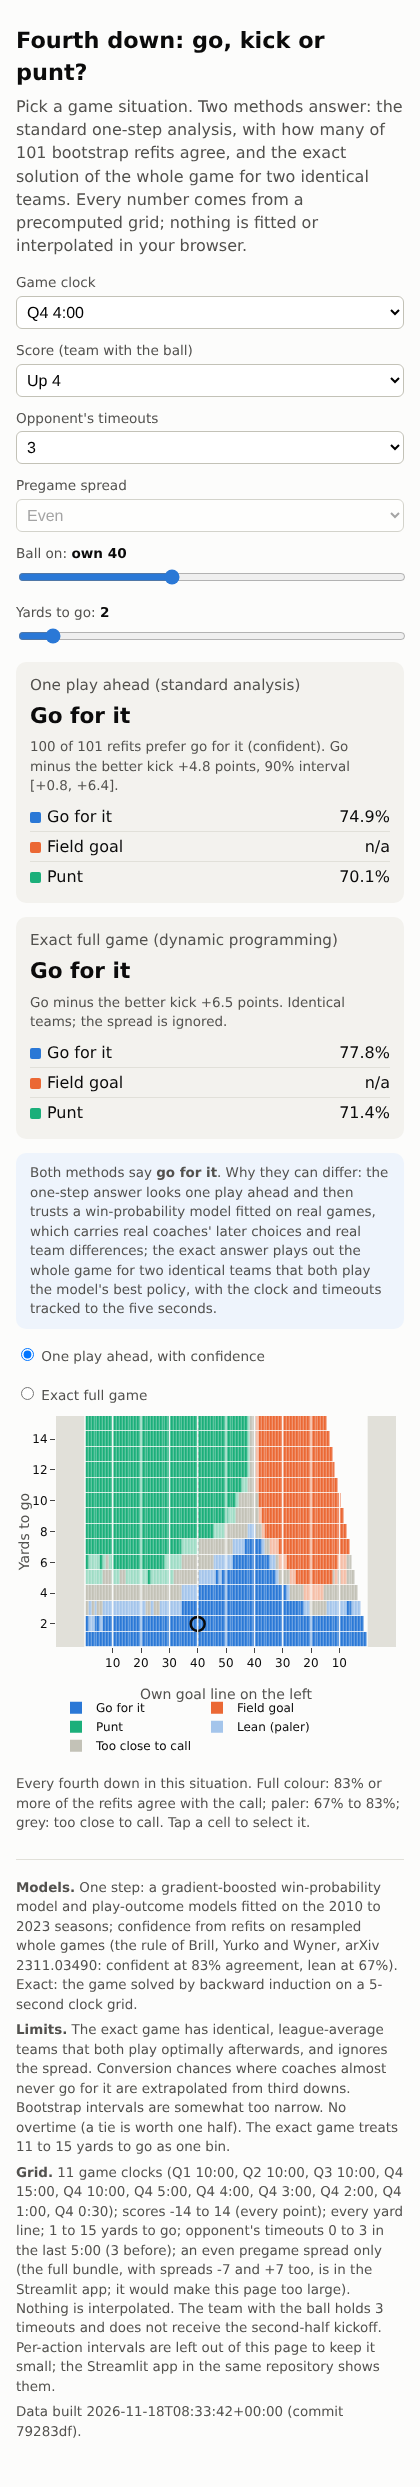 Fourth down: go, kick or
punt?
Pick a game situation. Two methods answer: the
standard one-step analysis, with how many of
101 bootstrap refits agree, and the exact
solution of the whole game for two identical
teams. Every number comes from a
precomputed grid; nothing is fitted or
interpolated in your browser.
Game clock
Q4 4:00
Score (team with the ball)
Up 4
Opponent's timeouts
3
Pregame spread
Even
Ball on: own 40
Yards to go: 2
One play ahead (standard analysis)
Go for it
100 of 101 refits prefer go for it (confident). Go
minus the better kick +4.8 points, 90% interval
[+0.8, +6.4].
Go for it 74.9%
Field goal n/a
Punt 70.1%
Exact full game (dynamic programming)
Go for it
Go minus the better kick +6.5 points. Identical
teams; the spread is ignored.
Go for it 77.8%
Field goal n/a
Punt 71.4%
Both methods say go for it. Why they can differ: the
one-step answer looks one play ahead and then
trusts a win-probability model fitted on real games,
which carries real coaches' later choices and real
team differences; the exact answer plays out the
whole game for two identical teams that both play
the model's best policy, with the clock and timeouts
tracked to the five seconds.
One play ahead, with confidence
Exact full game
Yards to go
14
12
10
8
6
4
2
10 20 30 40 50 40 30 20 10
Own goal line on the left
Go for it Field goal
Punt Lean (paler)
Too close to call
Every fourth down in this situation. Full colour: 83% or
more of the refits agree with the call; paler: 67% to 83%;
grey: too close to call. Tap a cell to select it.
Models. One step: a gradient-boosted win-probability
model and play-outcome models fitted on the 2010 to
2023 seasons; confidence from refits on resampled
whole games (the rule of Brill, Yurko and Wyner, arXiv
2311.03490: confident at 83% agreement, lean at 67%).
Exact: the game solved by backward induction on a 5-
second clock grid.
Limits. The exact game has identical, league-average
teams that both play optimally afterwards, and ignores
the spread. Conversion chances where coaches almost
never go for it are extrapolated from third downs.
Bootstrap intervals are somewhat too narrow. No
overtime (a tie is worth one half). The exact game treats
11 to 15 yards to go as one bin.
Grid. 11 game clocks (Q1 10:00, Q2 10:00, Q3 10:00, Q4
15:00, Q4 10:00, Q4 5:00, Q4 4:00, Q4 3:00, Q4 2:00, Q4
1:00, Q4 0:30); scores -14 to 14 (every point); every yard
line; 1 to 15 yards to go; opponent's timeouts 0 to 3 in
the last 5:00 (3 before); an even pregame spread only
(the full bundle, with spreads -7 and +7 too, is in the
Streamlit app; it would make this page too large).
Nothing is interpolated. The team with the ball holds 3
timeouts and does not receive the second-half kickoff.
Per-action intervals are left out of this page to keep it
small; the Streamlit app in the same repository shows
them.
Data built 2026-11-18T08:33:42+00:00 (commit
79283df).